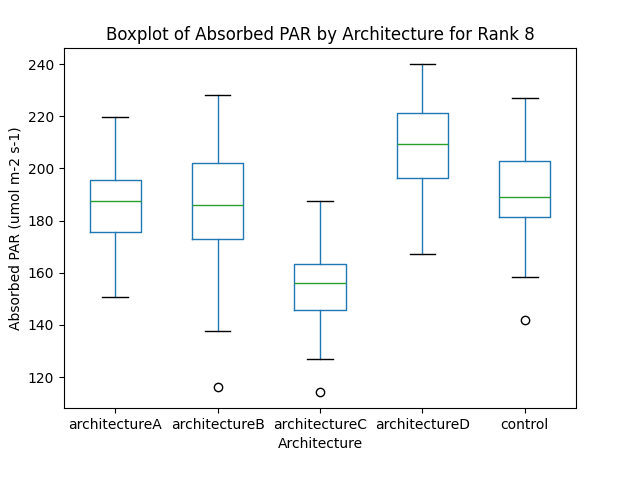 Boxplot of Absorbed PAR by Architecture for Rank 8
Absorbed PAR (umol m-2 s-1)
240
220
200
180
160
140
120
architectureA architectureB architectureC architectureD control
Architecture